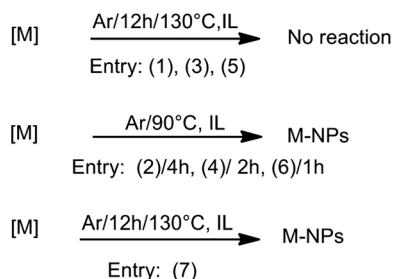 [M] Ar/12h/130°C,IL No reaction
Entry: (1), (3), (5)
[M] Ar/90°C, IL M-NPs
Entry: (2)/4h, (4)/ 2h, (6)/1h
[M] Ar/12h/130°C, IL M-NPs
Entry: (7)